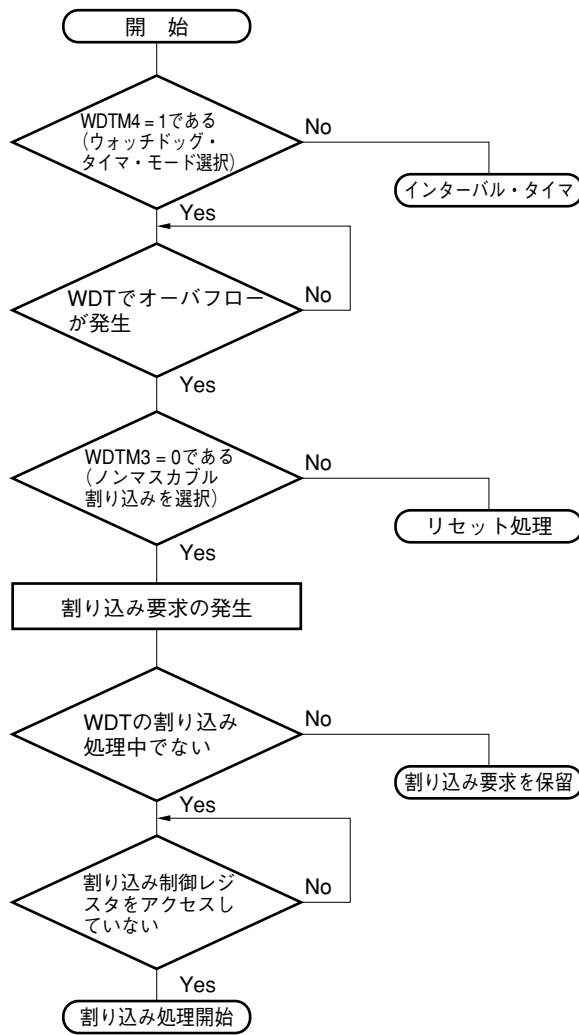 開　始
WDTM4 = 1である
(ウォッチドッグ・
タイマ・モード選択)
No
インターバル・タイマ
Yes
WDTでオーバフロー
が発生
No
Yes
WDTM3 = 0である
(ノンマスカブル
割り込みを選択)
No
リセット処理
Yes
割り込み要求の発生
WDTの割り込み
処理中でない
No
割り込み要求を保留
Yes
割り込み制御レジ
スタをアクセスし
ていない
No
Yes
割り込み処理開始